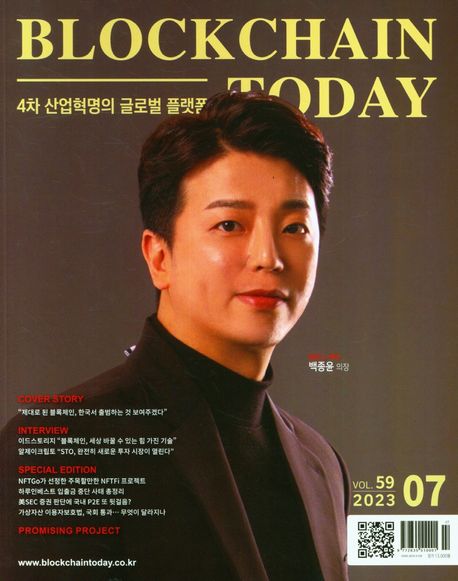 BLOCKCHAIN
TODAY
4차 산업혁명의 글로벌 플랫폼
백종윤 의장
COVER STORY
“제대로 된 블록체인, 한국서 출범하는 것 보여주겠다”
INTERVIEW
이드스토리지 “블록체인, 세상 바꿀 수 있는 힘 가진 기술”
알제이크립토 “STO, 완전히 새로운 투자 시장이 열린다”
SPECIAL EDITION
NFTGo가 선정한 주목할만한 NFTFi 프로젝트
하루인베스트 입출금 중단 사태 총정리
美SEC 증권 판단에 국내 P2E 또 뒷걸음?
가상자산 이용자보호법, 국회 통과… 무엇이 달라지나
PROMISING PROJECT
www.blockchaintoday.co.kr
VOL. 59
2023 07